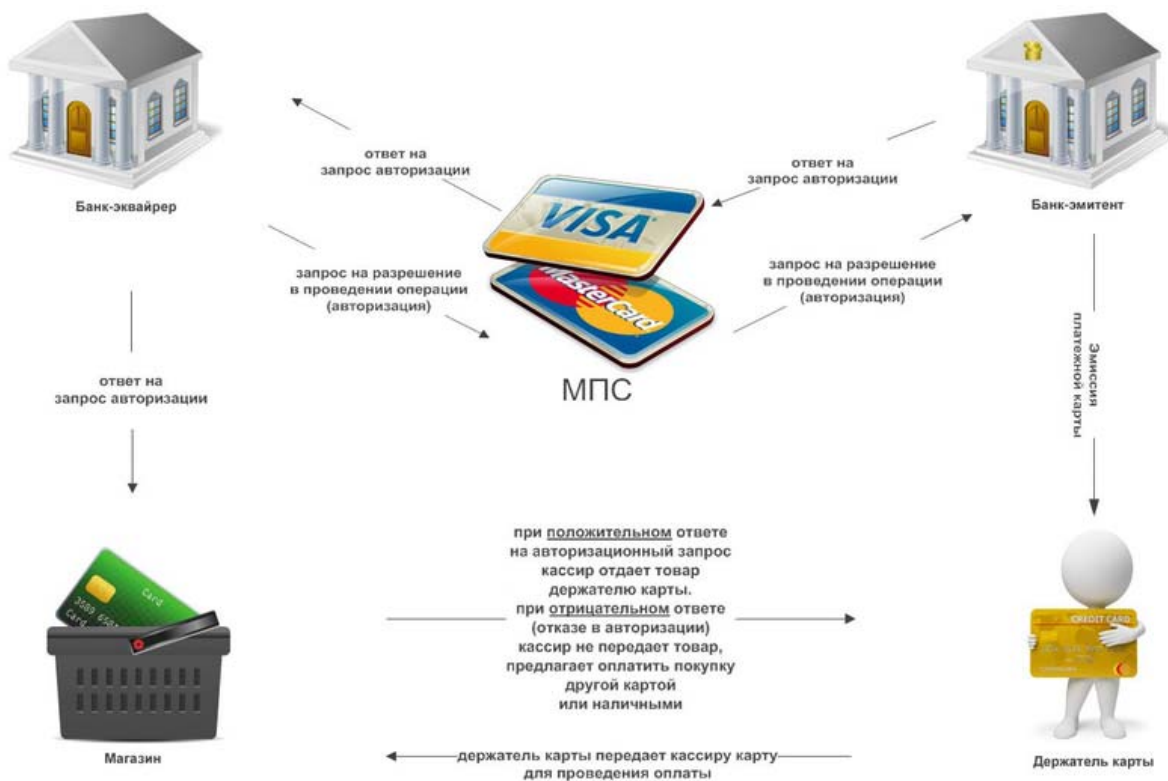 ответ на
запрос авторизации
ответ на
запрос авторизации
Банк-эквайрер
VISA
Банк-эмитент
запрос на разрешение
в проведении операции
(авторизация)
MasterCard
запрос на разрешение
в проведении операции
(авторизация)
Эмиссия
платежной карты
МПС
ответ на
запрос авторизации
при положительном ответе
на авторизационный запрос
кассир отдает товар
держателю карты.
при отрицательном ответе
(отказе в авторизации)
кассир не передает товар,
предлагает оплатить покупку
другой картой
или наличными
Card
Card
CREDIT CARD
Магазин
держатель карты передает кассиру карту
для проведения оплаты
Держатель карты